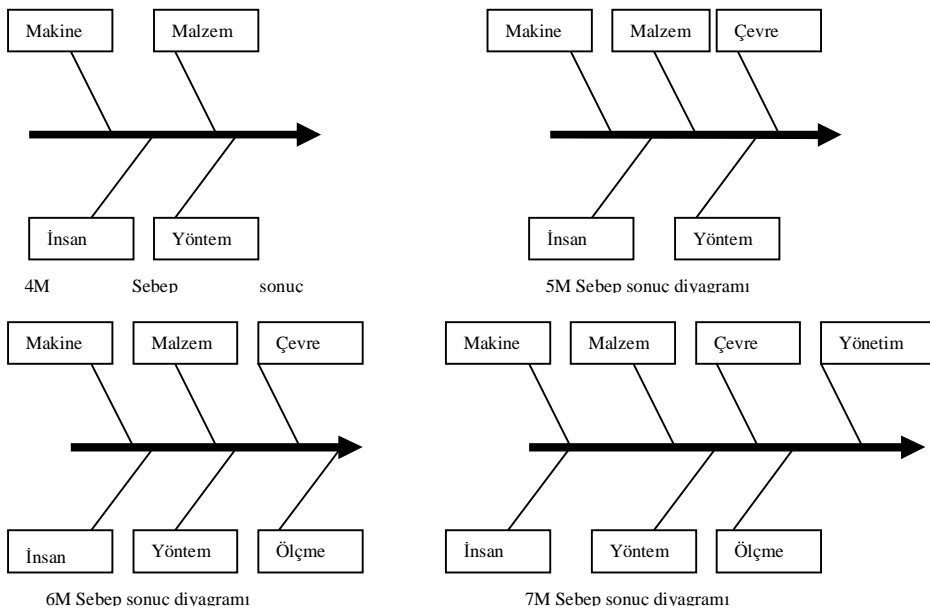 Makine Malzem
İnsan Yöntem
4M Sebep sonuç
Makine Malzem Çevre
İnsan Yöntem
5M Sebep sonuç diyagramı
Makine Malzem Çevre
İnsan Yöntem Ölçme
6M Sebep sonuç diyagramı
Makine Malzem Çevre Yönetim
İnsan Yöntem Ölçme
7M Sebep sonuç diyagramı